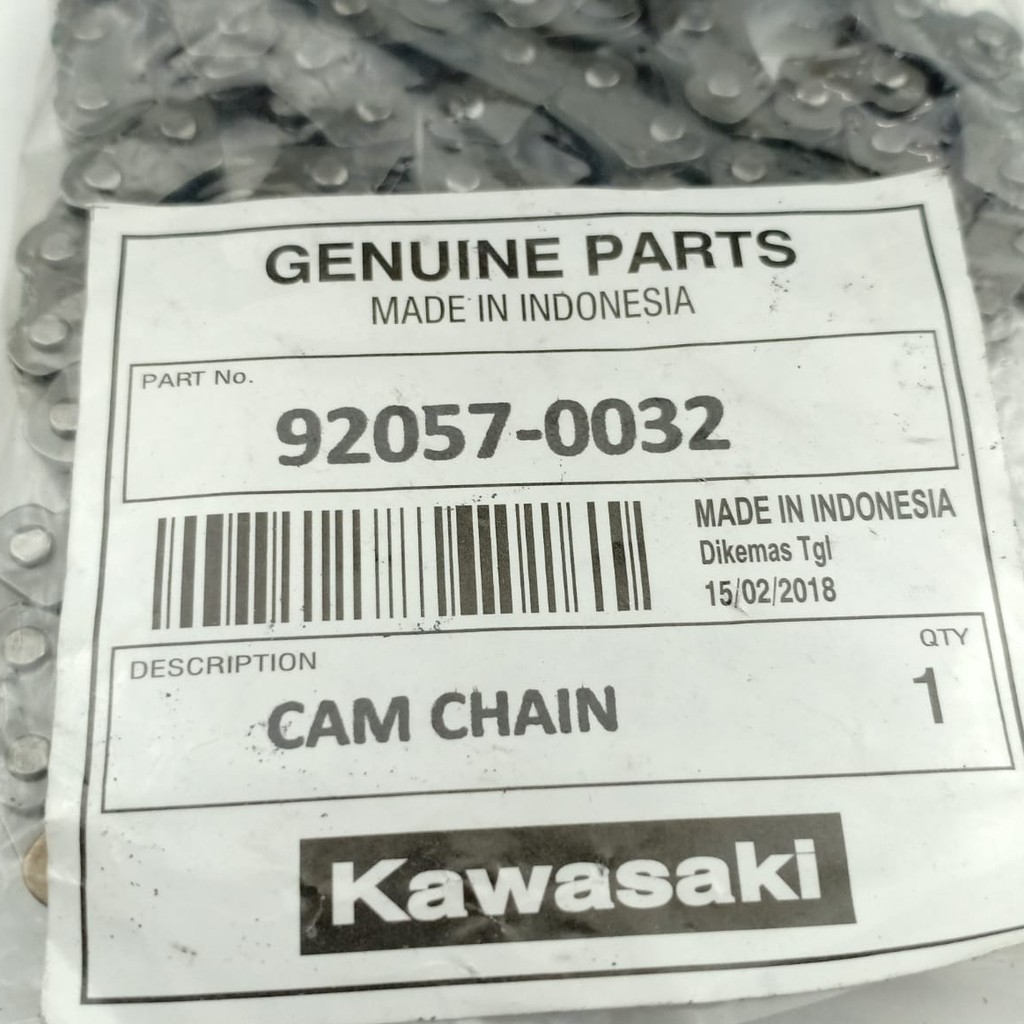 GENUINE PARTS
MADE IN INDONESIA
PART No.
92057-0032
MADE IN INDONESIA
Dikemas Tgl
15/02/2018
DESCRIPTION
QTY
CAM CHAIN
1
Kawasaki